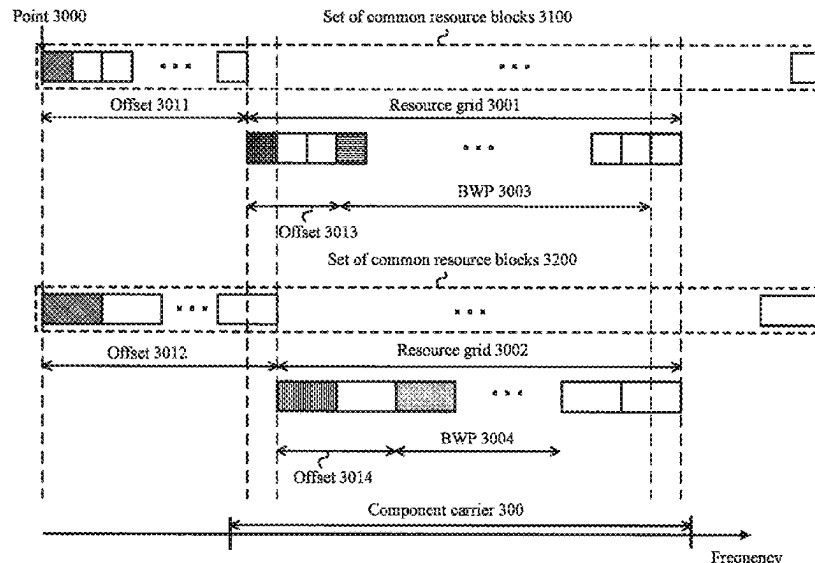 Point 3000
Set of common resource blocks 3100
Offset 3011
Resource grid 3001
BWP 3003
Offset 3013
Set of common resource blocks 3200
Offset 3012
Resource grid 3002
BWP 3004
Offset 3014
Component carrier 300
Frequency